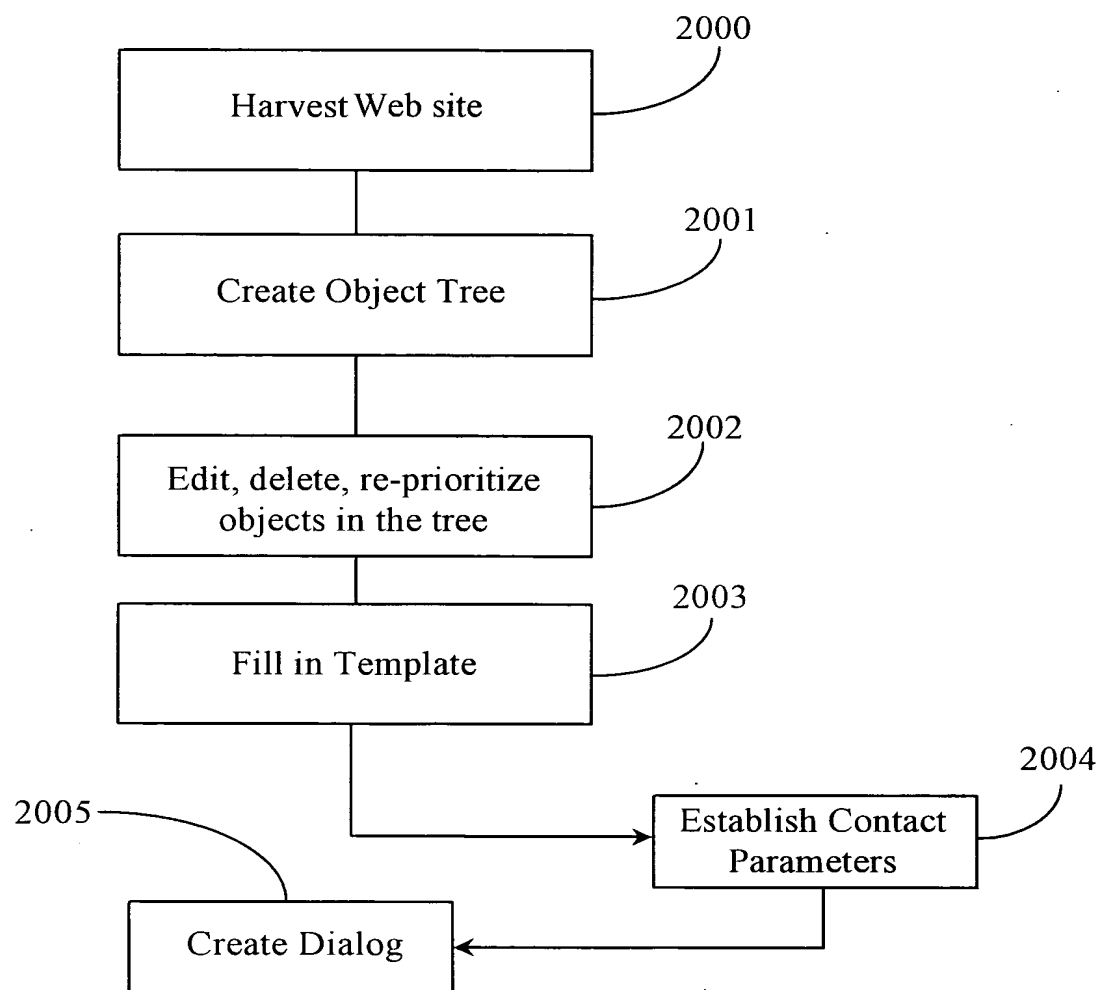 2000
Harvest Web site
2001
Create Object Tree
2002
Edit, delete, re-prioritize
objects in the tree
2003
Fill in Template
2004
Establish Contact
Parameters
2005
Create Dialog